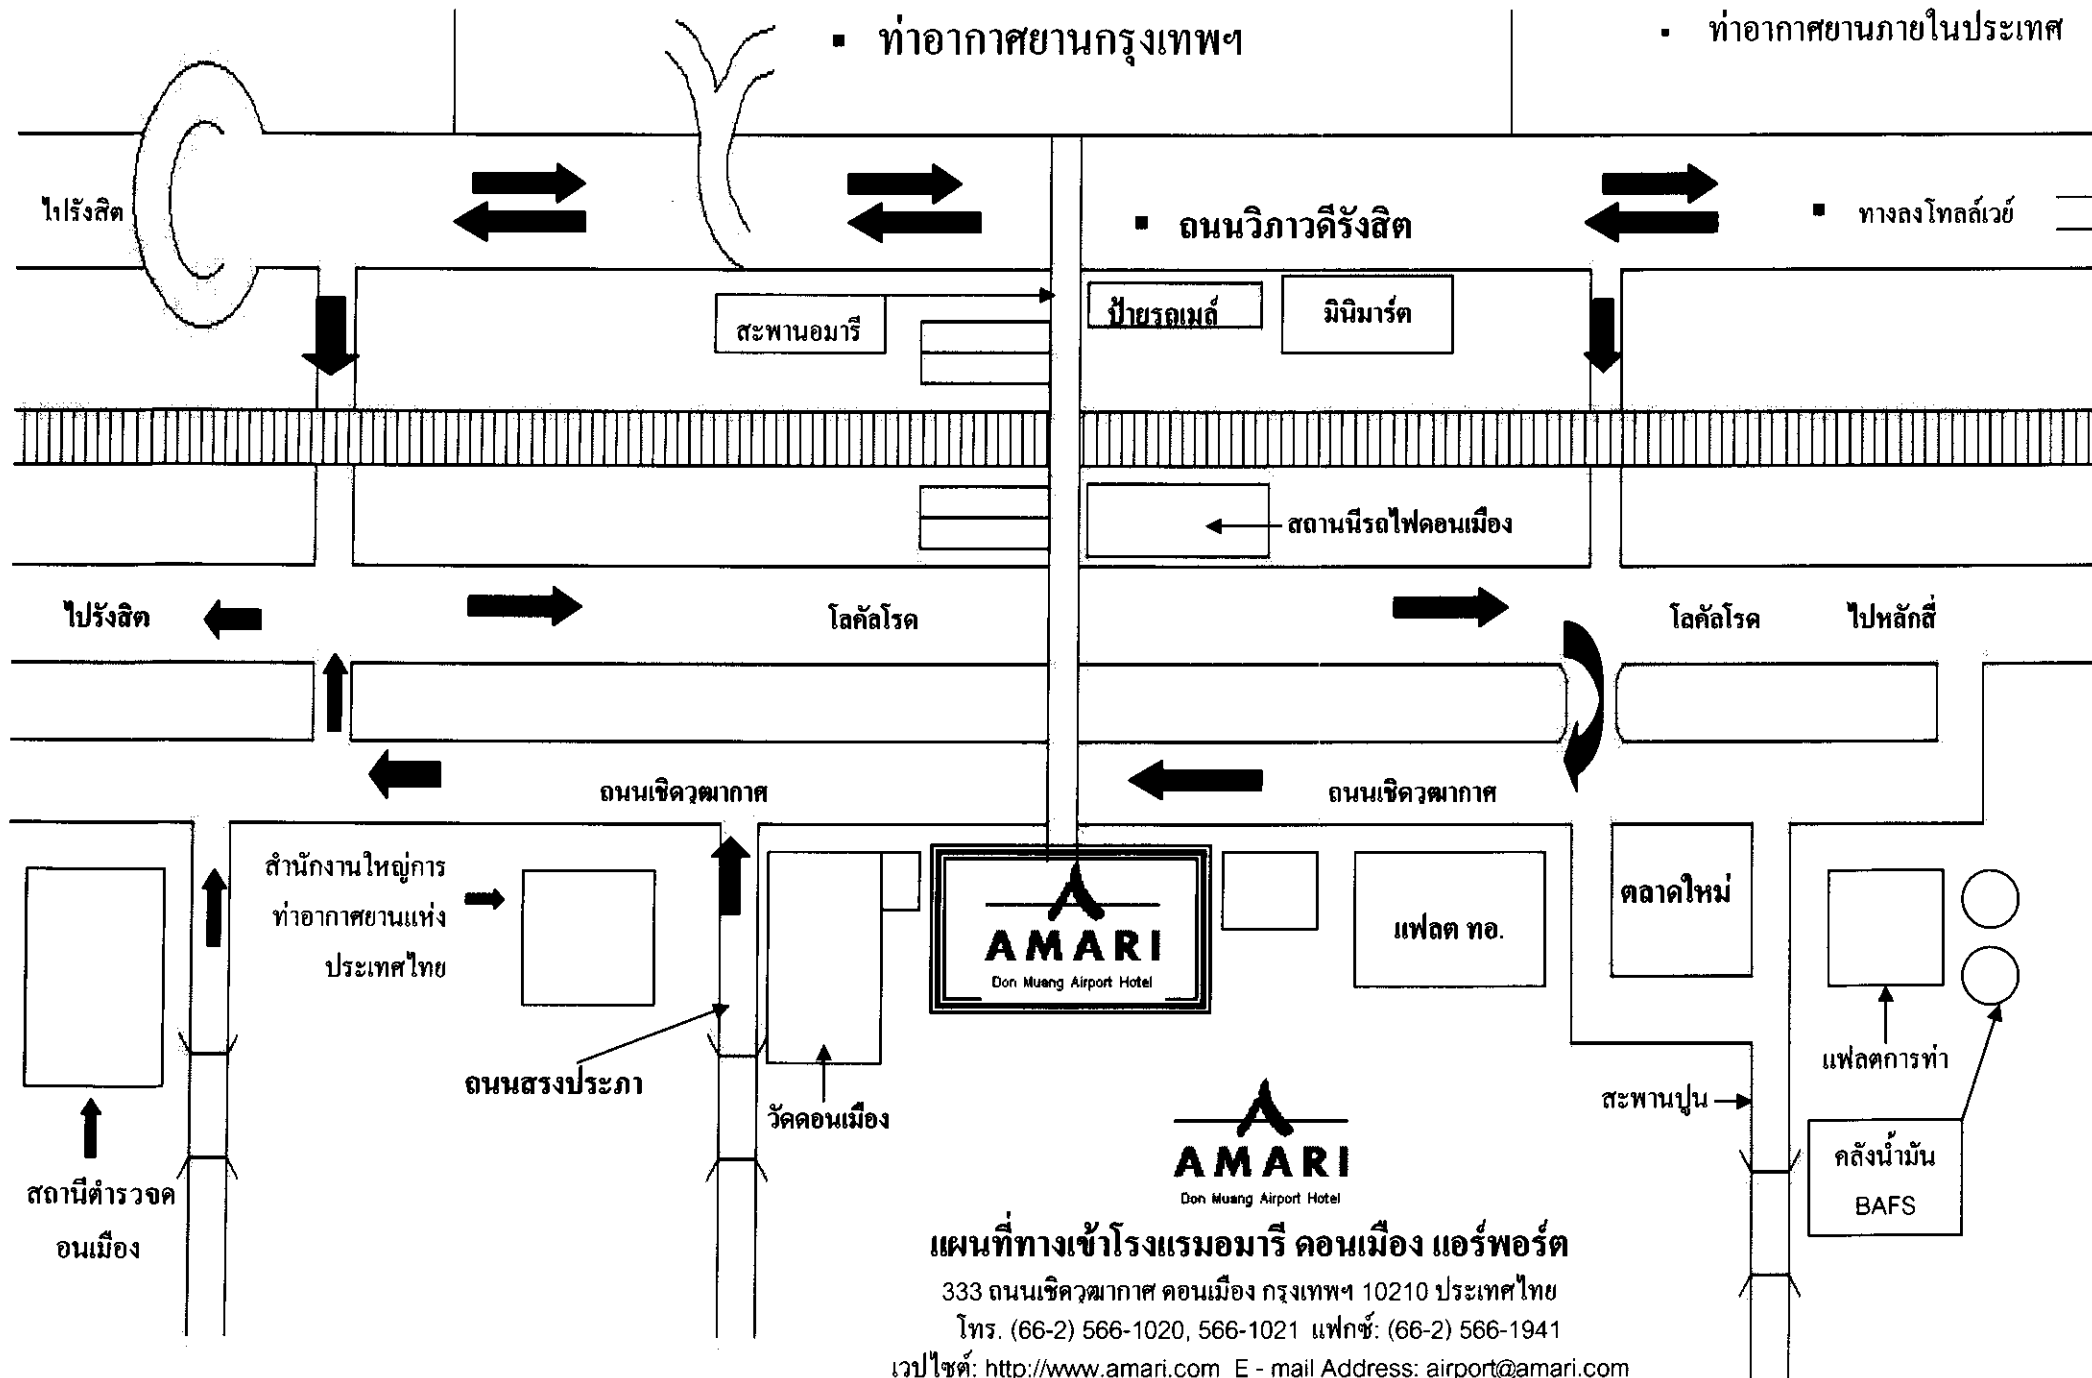 ท่าอากาศยานกรุงเทพฯ
ท่าอากาศยานภายในประเทศ
ไปรังสิต
ถนนวิภาวดีรังสิต
ทางลงโทลล์เวย์
สะพานอมารี
ป้ายรถเมล์
มินิมาร์ต
สถานนีรถไฟดอนเมือง
ไปรังสิต
โลคัลโรด
โลคัลโรด
ไปหลักสี่
ถนนเชิดวุฒากาศ
ถนนเชิดวุฒากาศ
สำนักงานใหญ่การ
ท่าอากาศยานแห่ง
ประเทศไทย
AMARI
Don Muang Airport Hotel
แฟลต ทอ.
ตลาดใหม่
ถนนสรงประภา
วัดดอนเมือง
แฟลตการท่า
สะพานปูน
คลังน้ำมัน
BAFS
สถานีตำรวจด
อนเมือง
AMARI
Don Muang Airport Hotel
แผนที่ทางเข้าโรงแรมอมารี ดอนเมือง แอร์พอร์ต
333 ถนนเชิดวุฒากาศ ดอนเมือง กรุงเทพฯ 10210 ประเทศไทย
โทร. (66-2) 566-1020, 566-1021 แฟกซ์: (66-2) 566-1941
เวปไซต์: http://www.amari.com E - mail Address: airport@amari.com